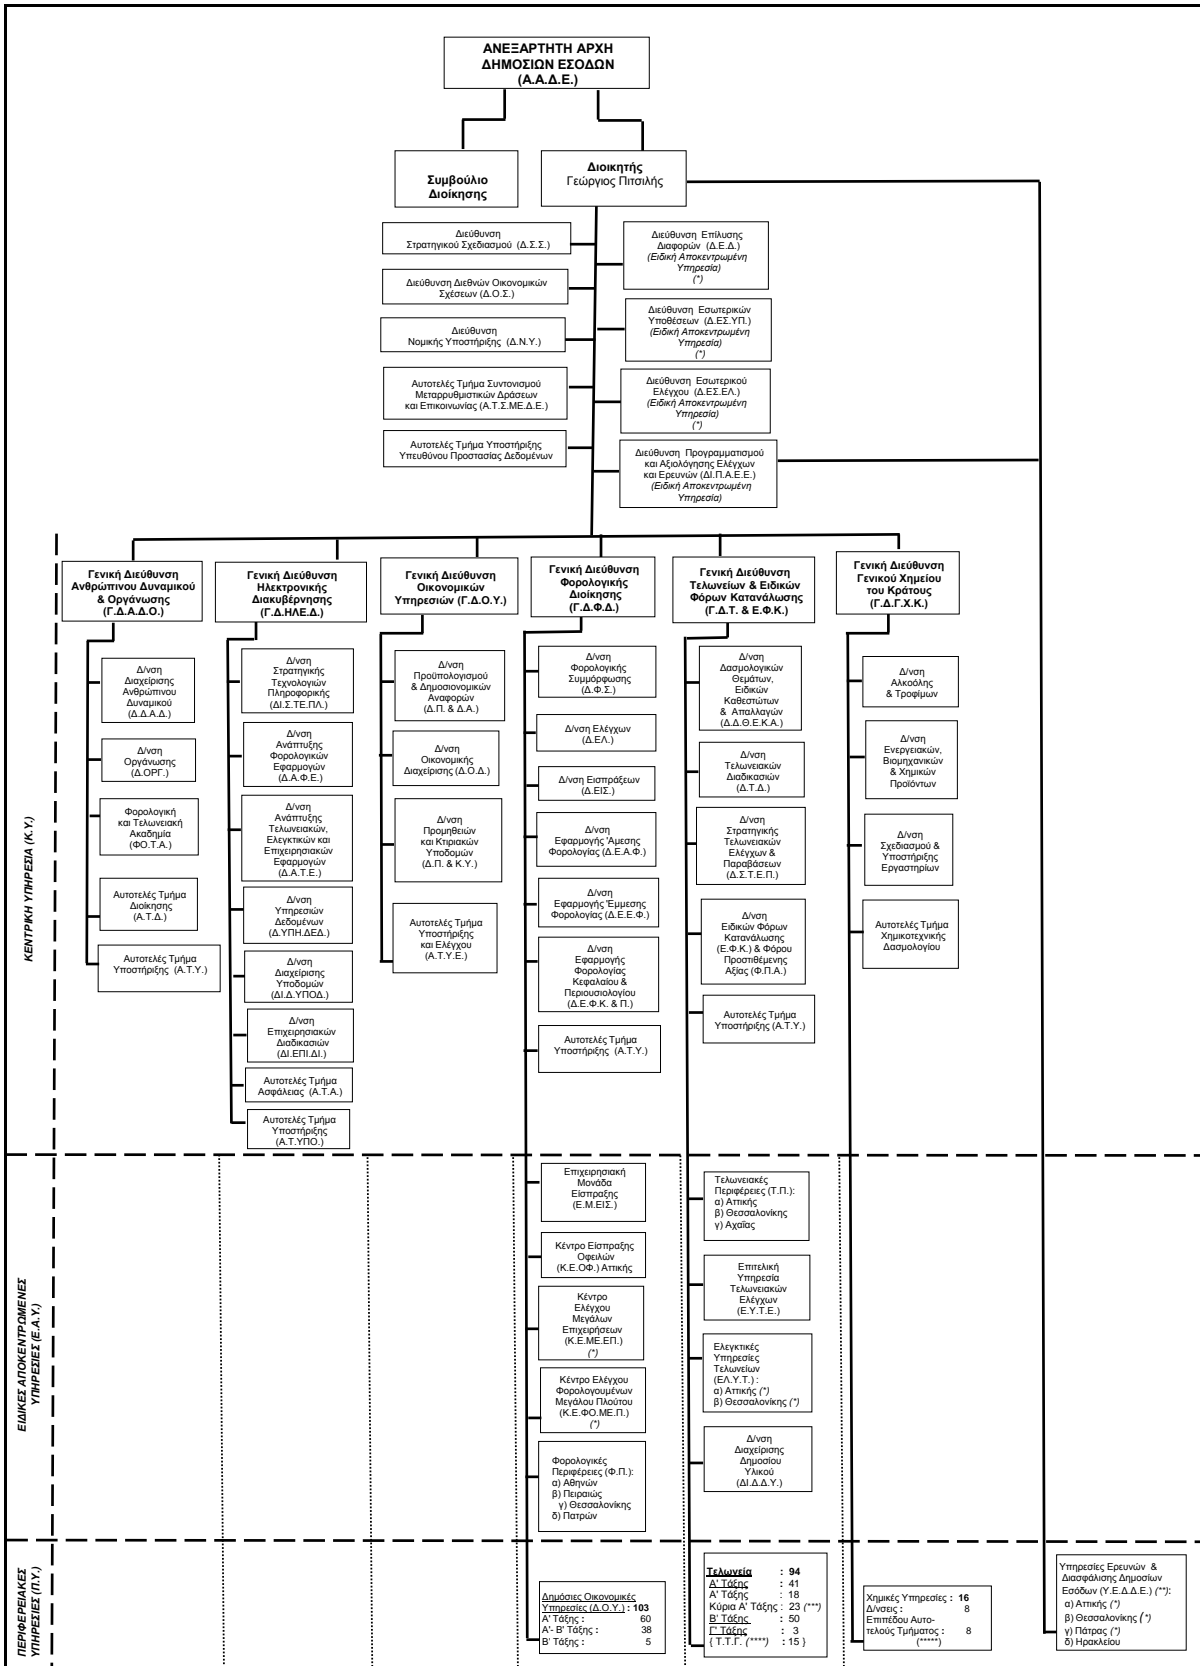 ΑΝΕΞΑΡΤΗΤΗ ΑΡΧΗ
ΔΗΜΟΣΙΩΝ ΕΣΟΔΩΝ
(Α.Α.Δ.Ε.)
Συμβούλιο
Διοίκησης
Διοικητής
Γεώργιος Πιτσιλής
Διεύθυνση
Στρατηγικού Σχεδιασμού (Δ.Σ.Σ.)
Διεύθυνση Διεθνών Οικονομικών
Σχέσεων (Δ.Ο.Σ.)
Διεύθυνση
Νομικής Υποστήριξης (Δ.Ν.Υ.)
Αυτοτελές Τμήμα Συντονισμού
Μεταρρυθμιστικών Δράσεων
και Επικοινωνίας (Α.Τ.Σ.ΜΕ.Δ.Ε.)
Αυτοτελές Τμήμα Υποστήριξης
Υπευθύνου Προστασίας Δεδομένων
Διεύθυνση Επίλυσης
Διαφορών (Δ.Ε.Δ.)
(Ειδική Αποκεντρωμένη
Υπηρεσία)
(*)
Διεύθυνση Εσωτερικών
Υποθέσεων (Δ.ΕΣ.ΥΠ.)
(Ειδική Αποκεντρωμένη
Υπηρεσία)
(*)
Διεύθυνση Εσωτερικού
Ελέγχου (Δ.ΕΣ.ΕΛ.)
(Ειδική Αποκεντρωμένη
Υπηρεσία)
(*)
Διεύθυνση Προγραμματισμού
και Αξιολόγησης Ελέγχων
και Ερευνών (ΔΙ.Π.Α.Ε.Ε.)
(Ειδική Αποκεντρωμένη
Υπηρεσία)
ΚΕΝΤΡΙΚΗ ΥΠΗΡΕΣΙΑ (Κ.Υ.)
Γενική Διεύθυνση
Ανθρώπινου Δυναμικού
& Οργάνωσης
(Γ.Δ.Α.Δ.Ο.)
Δ/νση
Διαχείρισης
Ανθρώπινου
Δυναμικού
(Δ.Δ.Α.Δ.)
Δ/νση
Οργάνωσης
(Δ.ΟΡΓ.)
Φορολογική
και Τελωνειακή
Ακαδημία
(ΦΟ.Τ.Α.)
Αυτοτελές Τμήμα
Διοίκησης
(Α.Τ.Δ.)
Αυτοτελές Τμήμα
Υποστήριξης (Α.Τ.Υ.)
Γενική Διεύθυνση
Ηλεκτρονικής
Διακυβέρνησης
(Γ.Δ.ΗΛΕ.Δ.)
Δ/νση
Στρατηγικής
Τεχνολογιών
Πληροφορικής
(ΔΙ.Σ.ΤΕ.ΠΛ.)
Δ/νση
Ανάπτυξης
Φορολογικών
Εφαρμογών
(Δ.Α.Φ.Ε.)
Δ/νση
Ανάπτυξης
Τελωνειακών,
Ελεγκτικών και
Επιχειρησιακών
Εφαρμογών
(Δ.Α.Τ.Ε.)
Δ/νση
Υπηρεσιών
Δεδομένων
(Δ.ΥΠΗ.ΔΕΔ.)
Δ/νση
Διαχείρισης
Υποδομών
(ΔΙ.Δ.ΥΠΟΔ.)
Δ/νση
Επιχειρησιακών
Διαδικασιών
(ΔΙ.ΕΠΙ.ΔΙ.)
Αυτοτελές Τμήμα
Ασφάλειας (Α.Τ.Α.)
Αυτοτελές Τμήμα
Υποστήριξης
(Α.Τ.ΥΠΟ.)
Γενική Διεύθυνση
Οικονομικών
Υπηρεσιών (Γ.Δ.Ο.Υ.)
Δ/νση
Προϋπολογισμού
& Δημοσιονομικών
Αναφορών
(Δ.Π. & Δ.Α.)
Δ/νση
Οικονομικής
Διαχείρισης (Δ.Ο.Δ.)
Δ/νση
Προμηθειών
και Κτιριακών
Υποδομών
(Δ.Π. & Κ.Υ.)
Αυτοτελές Τμήμα
Υποστήριξης
και Ελέγχου
(Α.Τ.Υ.Ε.)
Γενική Διεύθυνση
Φορολογικής
Διοίκησης
(Γ.Δ.Φ.Δ.)
Δ/νση
Φορολογικής
Συμμόρφωσης
(Δ.Φ.Σ.)
Δ/νση Ελέγχων
(Δ.ΕΛ.)
Δ/νση Εισπράξεων
(Δ.ΕΙΣ.)
Δ/νση
Εφαρμογής 'Αμεσης
Φορολογίας (Δ.Ε.Α.Φ.)
Δ/νση
Εφαρμογής 'Εμμεσης
Φορολογίας (Δ.Ε.Ε.Φ.)
Δ/νση
Εφαρμογής
Φορολογίας
Κεφαλαίου &
Περιουσιολογίου
(Δ.Ε.Φ.Κ. & Π.)
Αυτοτελές Τμήμα
Υποστήριξης (Α.Τ.Υ.)
Γενική Διεύθυνση
Τελωνείων & Ειδικών
Φόρων Κατανάλωσης
(Γ.Δ.Τ. & Ε.Φ.Κ.)
Δ/νση
Δασμολογικών
Θεμάτων,
Ειδικών
Καθεστώτων
& Απαλλαγών
(Δ.Δ.Θ.Ε.Κ.Α.)
Δ/νση
Τελωνειακών
Διαδικασιών
(Δ.Τ.Δ.)
Δ/νση
Στρατηγικής
Τελωνειακών
Ελέγχων &
Παραβάσεων
(Δ.Σ.Τ.Ε.Π.)
Δ/νση
Ειδικών Φόρων
Κατανάλωσης
(Ε.Φ.Κ.) & Φόρου
Προστιθέμενης
Αξίας (Φ.Π.Α.)
Αυτοτελές Τμήμα
Υποστήριξης (Α.Τ.Υ.)
Γενική Διεύθυνση
Γενικού Χημείου
του Κράτους
(Γ.Δ.Γ.Χ.Κ.)
Δ/νση
Αλκοόλης
& Τροφίμων
Δ/νση
Ενεργειακών,
Βιομηχανικών
& Χημικών
Προϊόντων
Δ/νση
Σχεδιασμού &
Υποστήριξης
Εργαστηρίων
Αυτοτελές Τμήμα
Χημικοτεχνικής
Δασμολογίου
ΕΙΔΙΚΕΣ ΑΠΟΚΕΝΤΡΩΜΕΝΕΣ
ΥΠΗΡΕΣΙΕΣ (Ε.Α.Υ.)
Επιχειρησιακή
Μονάδα
Είσπραξης
(Ε.Μ.ΕΙΣ.)
Κέντρο Είσπραξης
Οφειλών
(Κ.Ε.ΟΦ.) Αττικής
Κέντρο
Ελέγχου
Μεγάλων
Επιχειρήσεων
(Κ.Ε.ΜΕ.ΕΠ.)
(*)
Κέντρο Ελέγχου
Φορολογουμένων
Μεγάλου Πλούτου
(Κ.Ε.ΦΟ.ΜΕ.Π.)
(*)
Φορολογικές
Περιφέρειες (Φ.Π.):
α) Αθηνών
β) Πειραιώς
γ) Θεσσαλονίκης
δ) Πατρών
Τελωνειακές
Περιφέρειες (Τ.Π.):
α) Αττικής
β) Θεσσαλονίκης
γ) Αχαΐας
Επιτελική
Υπηρεσία
Τελωνειακών
Ελέγχων
(Ε.Υ.Τ.Ε.)
Ελεγκτικές
Υπηρεσίες
Τελωνείων
(ΕΛ.Υ.Τ.) :
α) Αττικής (*)
β) Θεσσαλονίκης (*)
Δ/νση
Διαχείρισης
Δημοσίου
Υλικού
(ΔΙ.Δ.Δ.Υ.)
ΠΕΡΙΦΕΡΕΙΑΚΕΣ
ΥΠΗΡΕΣΙΕΣ (Π.Υ.)
Δημόσιες Οικονομικές
Υπηρεσίες (Δ.Ο.Υ.) : 103
Α' Τάξης : 60
Α'- Β' Τάξης : 38
Β' Τάξης : 5
Τελωνεία : 94
Α' Τάξης : 41
Α' Τάξης : 18
Κύρια Α' Τάξης : 23 (***)
Β' Τάξης : 50
Γ' Τάξης : 3
{ Τ.Τ.Γ. (****) : 15 }
Χημικές Υπηρεσίες : 16
Δ/νσεις : 8
Επιπέδου Αυτο-
τελούς Τμήματος : 8
(*****)
Υπηρεσίες Ερευνών &
Διασφάλισης Δημοσίων
Εσόδων (Υ.Ε.Δ.Δ.Ε.) (**):
α) Αττικής (*)
β) Θεσσαλονίκης (*)
γ) Πάτρας (*)
δ) Ηρακλείου